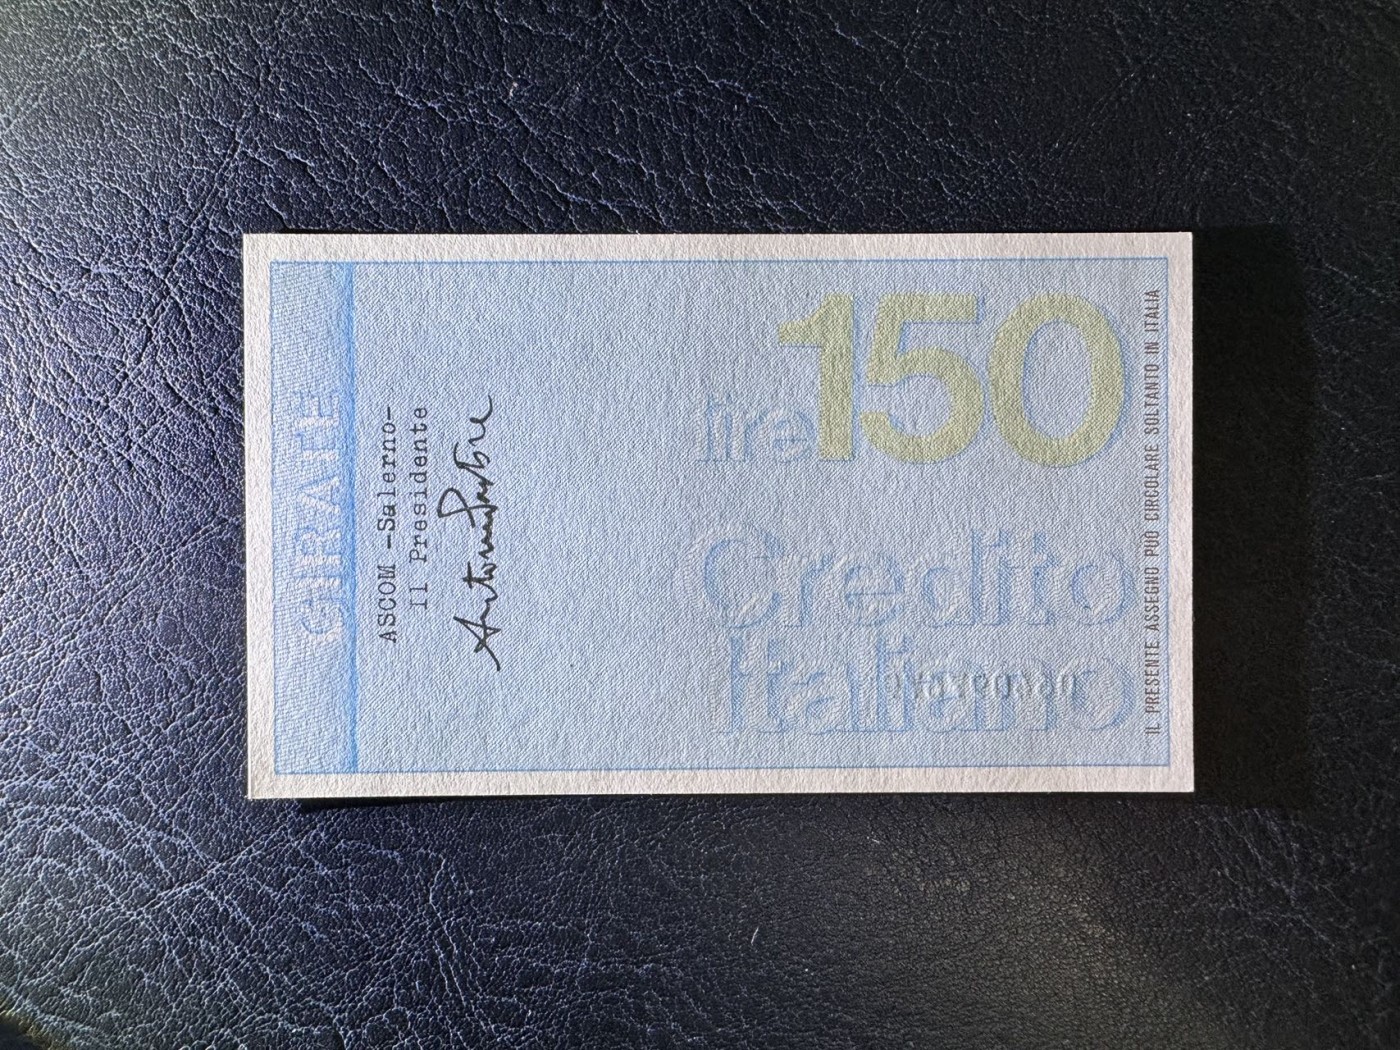 GIRATE
ASCOM -Salerno-
Il Presidente
lire 150
Credito
Italiano
IL PRESENTE ASSEGNO PUÒ CIRCOLARE SOLTANTO IN ITALIA